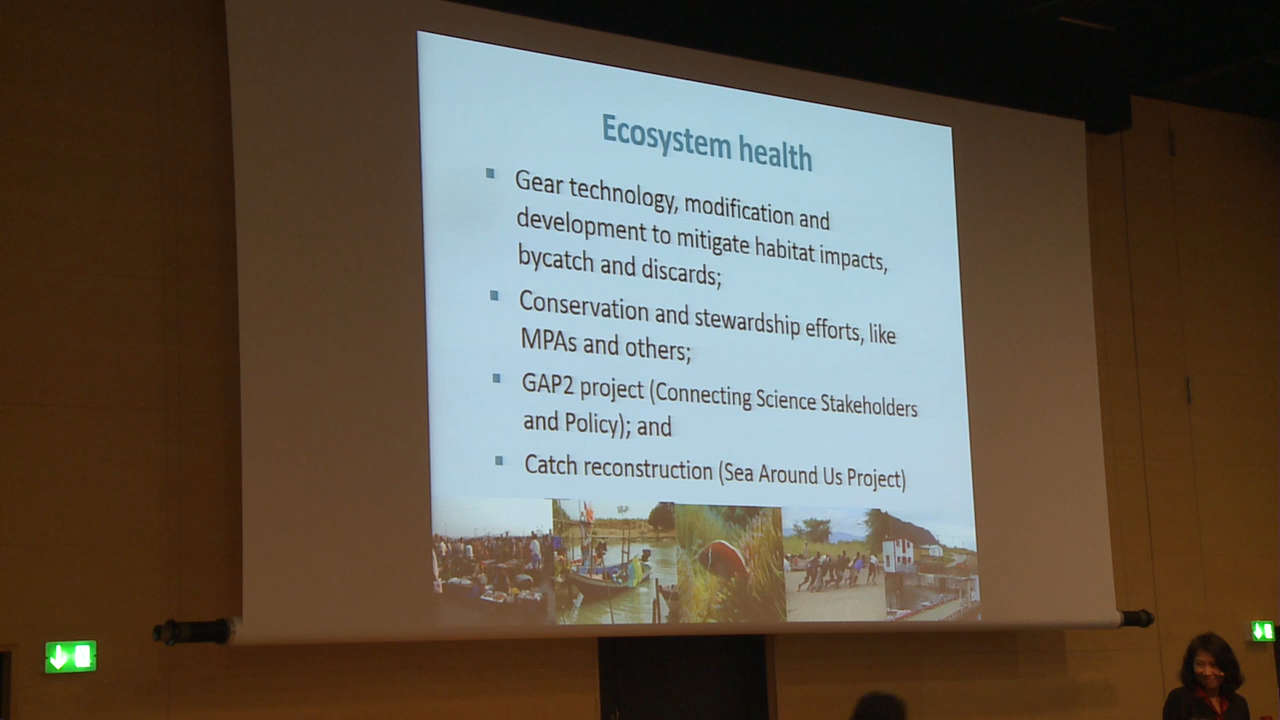 Ecosystem health
Gear technology, modification and
development to mitigate habitat impacts,
bycatch and discards;
Conservation and stewardship efforts, like
MPAs and others;
GAP2 project (Connecting Science Stakeholders
and Policy); and
Catch reconstruction (Sea Around Us Project)